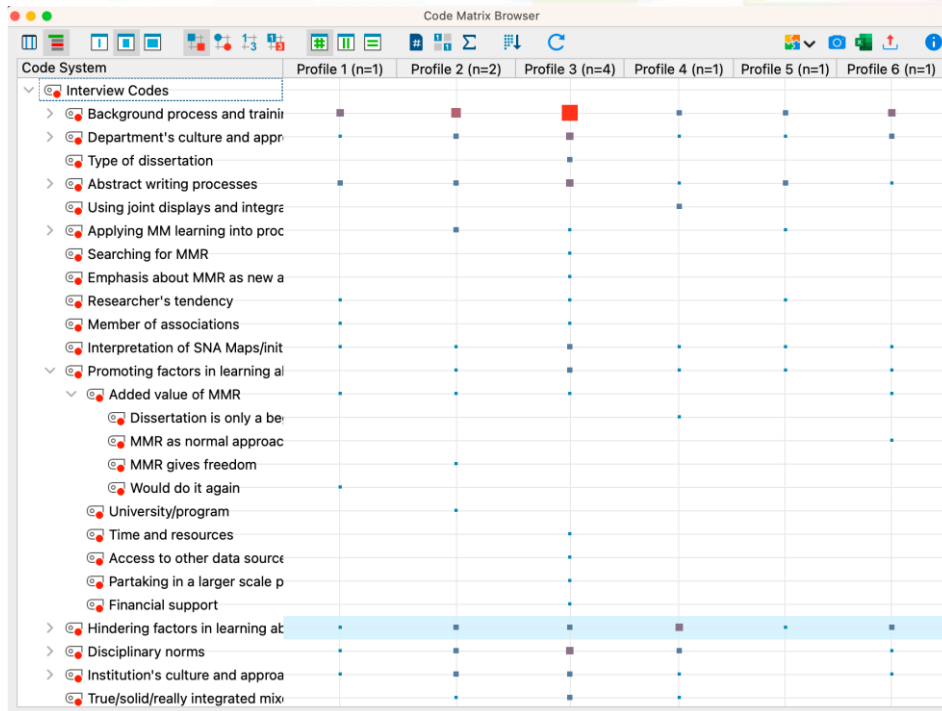 Code Matrix Browser
Code System Profile 1 (n=1) Profile 2 (n=2) Profile 3 (n=4) Profile 4 (n=1) Profile 5 (n=1) Profile 6 (n=1)
Interview Codes
Background process and trainin
Department's culture and appr
Type of dissertation
Abstract writing processes
Using joint displays and integra
Applying MM learning into proc
Searching for MMR
Emphasis about MMR as new a
Researcher's tendency
Member of associations
Interpretation of SNA Maps/init
Promoting factors in learning a
Added value of MMR
Dissertation is only a be
MMR as normal approac
MMR gives freedom
Would do it again
University/program
Time and resources
Access to other data source
Partaking in a larger scale p
Financial support
Hindering factors in learning ab
Disciplinary norms
Institution's culture and approa
True/solid/really integrated mix